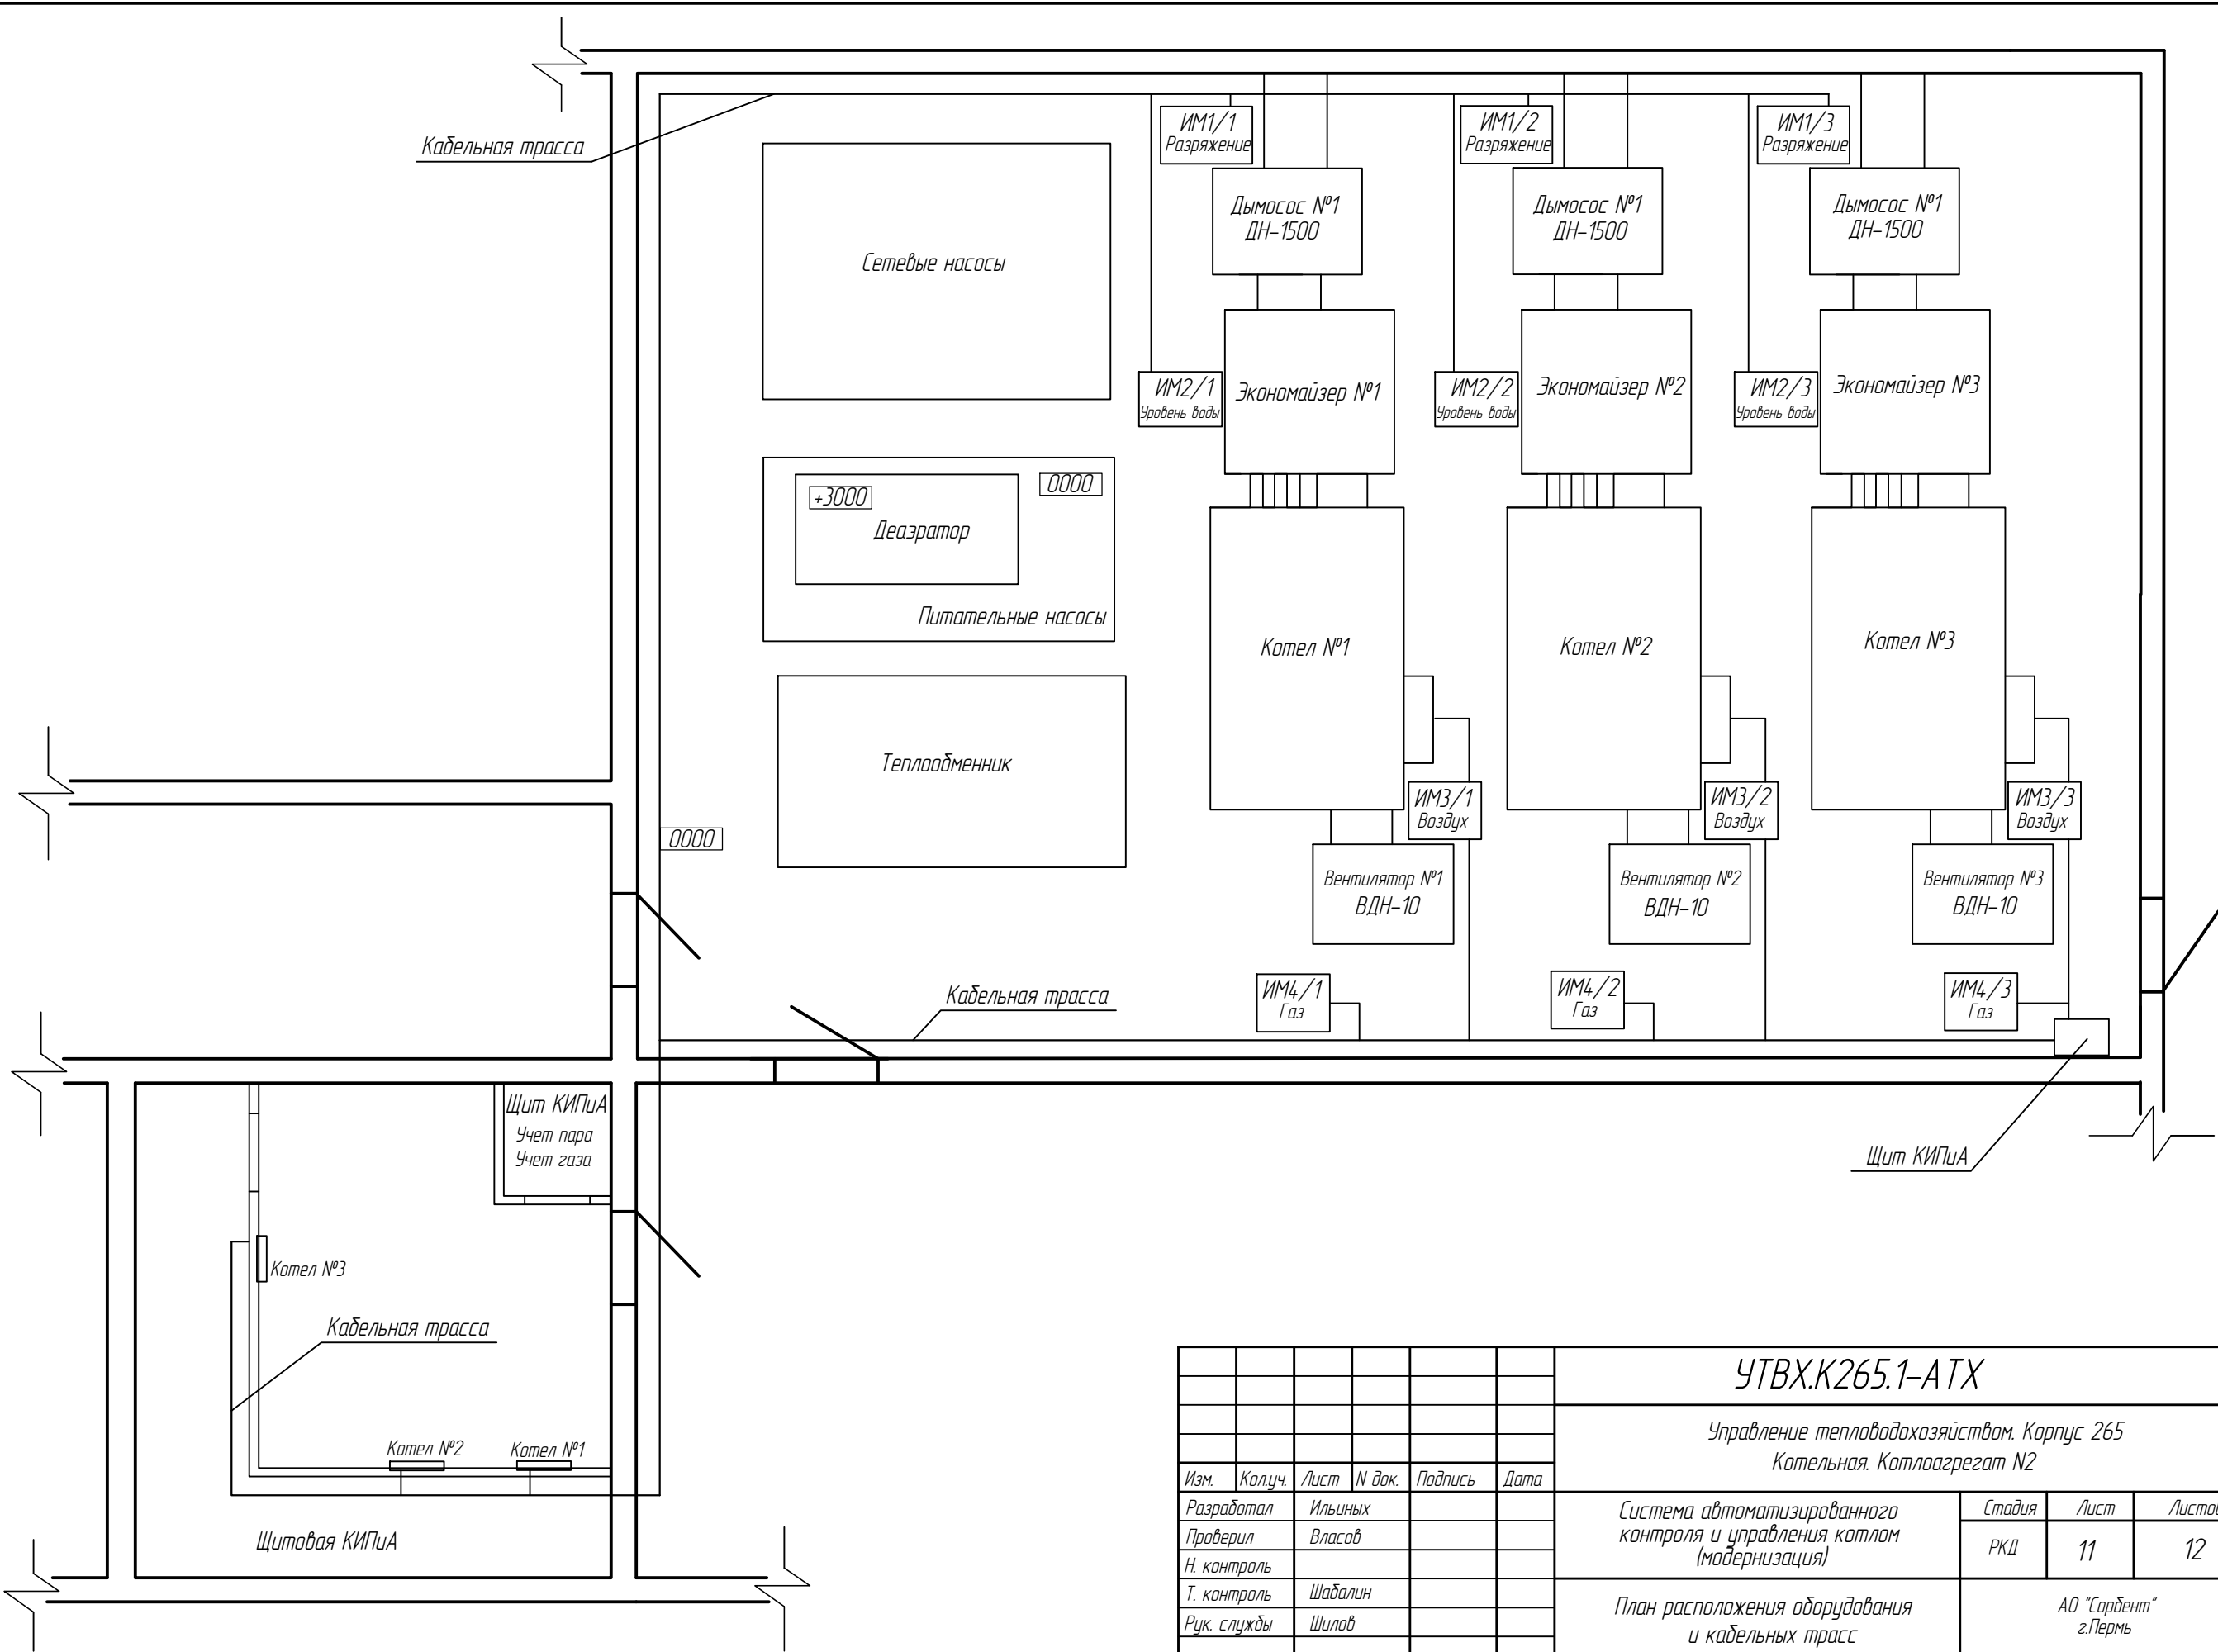 Кабельная трасса
ИМ1/1
Разряжение
ИМ1/2
Разряжение
ИМ1/3
Разряжение
Дымосос №1
ДН-1500
Дымосос №1
ДН-1500
Дымосос №1
ДН-1500
Сетевые насосы
ИМ2/1
Уровень воды
Экономайзер №1
ИМ2/2
Уровень воды
Экономайзер №2
ИМ2/3
Уровень воды
Экономайзер №3
+3000
0000
Деаэратор
Питательные насосы
Котел №1
Котел №2
Котел №3
Теплообменник
0000
ИМ3/1
Воздух
ИМ3/2
Воздух
ИМ3/3
Воздух
Вентилятор №1
ВДН-10
Вентилятор №2
ВДН-10
Вентилятор №3
ВДН-10
Кабельная трасса
ИМ4/1
Газ
ИМ4/2
Газ
ИМ4/3
Газ
Щит КИПиА
Щит КИПиА
Учет пара
Учет газа
Котел №3
Кабельная трасса
Котел №2
Котел №1
Щитовая КИПиА
УТВХ.К265.1-АТХ
Управление тепловодохозяйством. Корпус 265
Котельная. Котлоагрегат N2
Изм. Кол.уч. Лист N док. Подпись Дата
Разработал Ильиных
Проверил Власов
Н. контроль
Т. контроль Шабалин
Рук. службы Шилов
Система автоматизированного
контроля и управления котлом
(модернизация)
Стадия Лист
РКД 11 12
План расположения оборудования
и кабельных трасс
АО "Сорбент"
г.Пермь